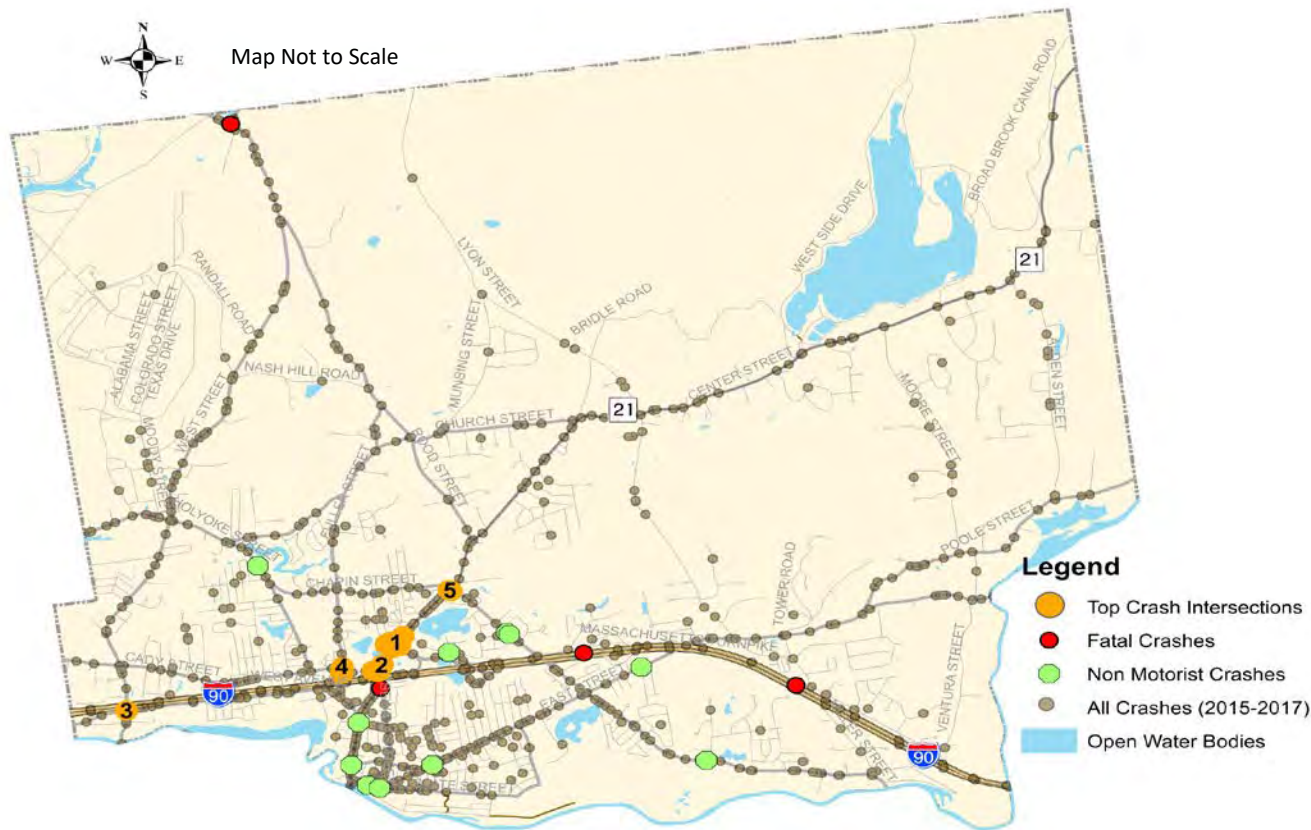 N
W E
S
Map Not to Scale
BROAD BROOK CANAL ROAD
WEST SIDE DRIVE
LYON STREET
21
RANDALL ROAD
BRIDLE ROAD
ALABAMA STREET
COLORADO STREET
TEXAS DRIVE
MUNSING STREET
NASH HILL ROAD
CENTER STREET
21
CHURCH STREET
WEST STREET
MOORE STREET
ROOD STREET
HOLYOKE STREET
POOLE STREET
CHAPIN STREET
5
TOWER ROAD
MASSACHUSETTS TURNPIKE
1
CADY STREET
4
2
90
EAST STREET
3
VENTURA STREET
90
Legend
Top Crash Intersections
Fatal Crashes
Non Motorist Crashes
All Crashes (2015-2017)
Open Water Bodies